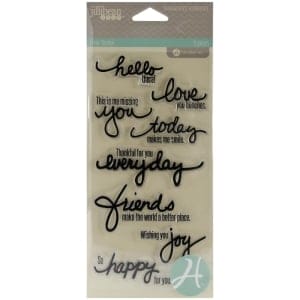 jillibean
hello
there!
love
you bunches.
This is me missing
you
today
makes me smile.
Thankful for you
everyday
friends
make the world a better place.
Wishing you
joy
So
happy
for you.
H